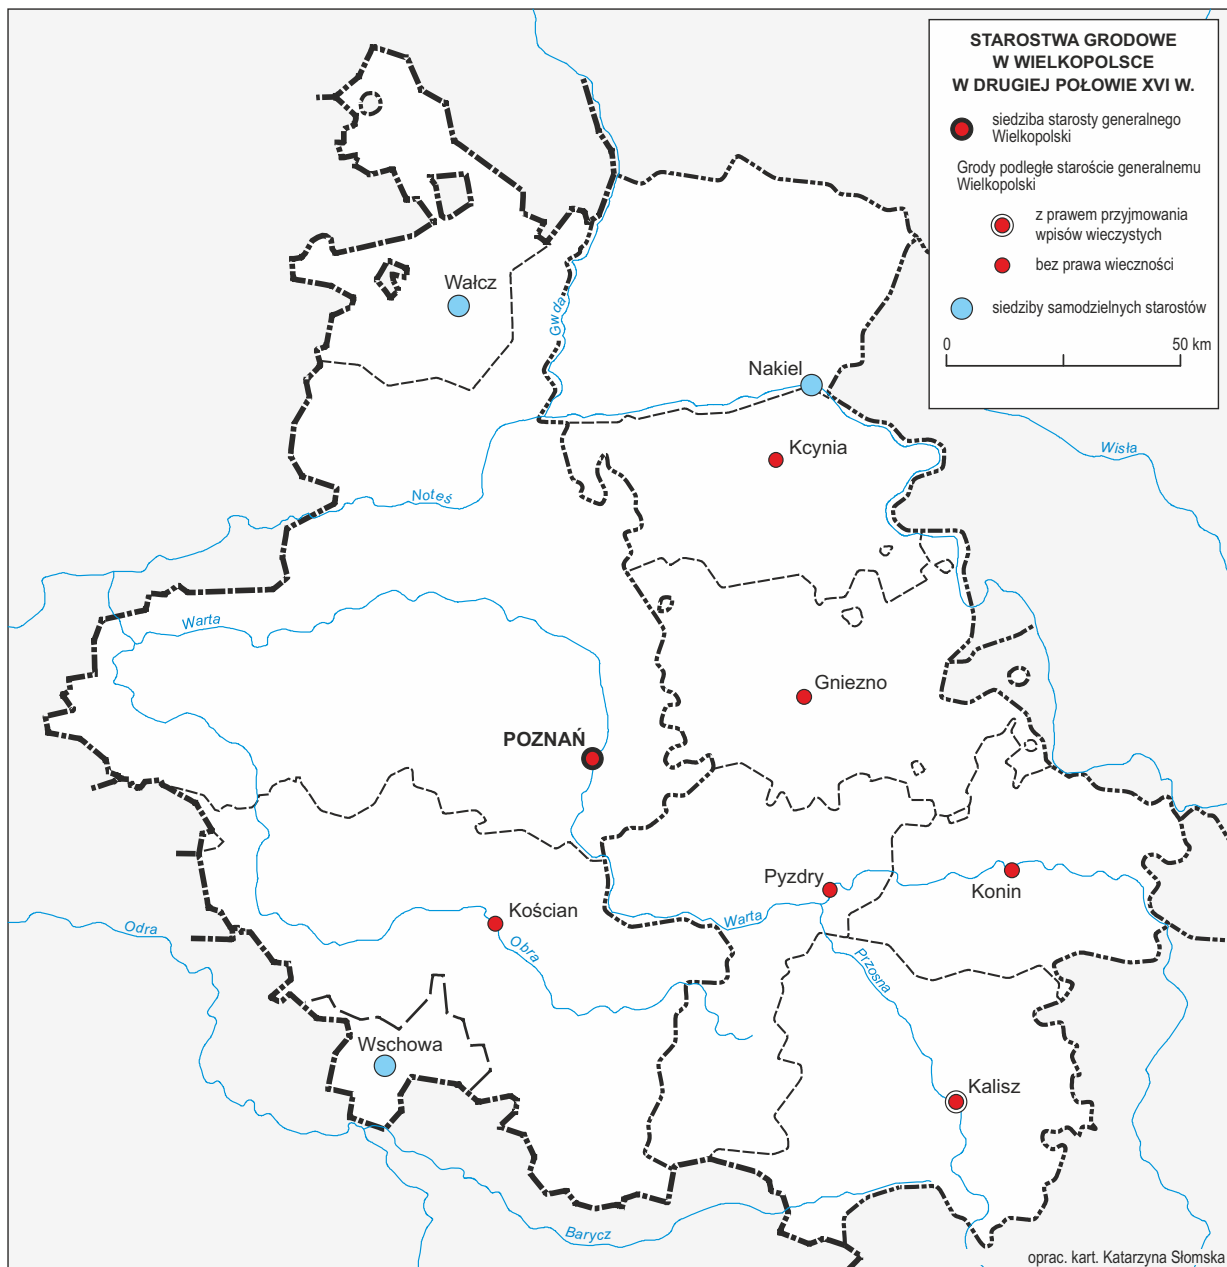 STAROSTWA GRODOWE
W WIELKOPOLSCE
W DRUGIEJ POŁOWIE XVI W.
siedziba starosty generalnego
Wielkopolski
Grody podległe staroście generalnemu
Wielkopolski
z prawem przyjmowania
wpisów wieczystych
bez prawa wieczności
siedziby samodzielnych starostów
0 50 km
Wałcz
Gwda
Nakiel
Kcynia
Wisła
Noteś
Warta
Gniezno
POZNAŃ
Pyzdry
Konin
Kościan
Warta
Odra
Obra
Przosna
Wschowa
Kalisz
Barycz
oprac. kart. Katarzyna Słomska